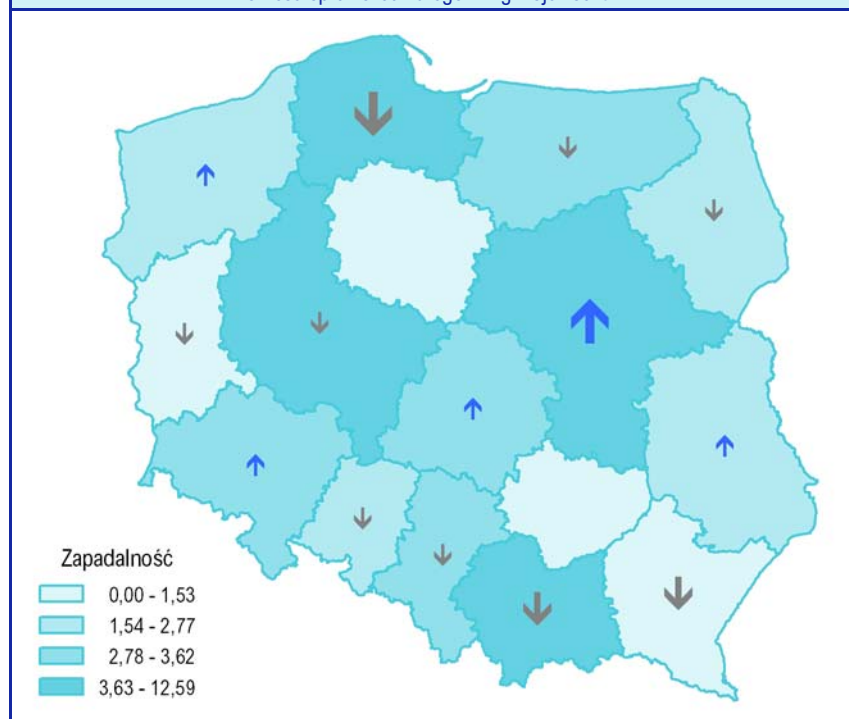 Zapadalność
0,00 - 1,53
1,54 - 2,77
2,78 - 3,62
3,63 - 12,59